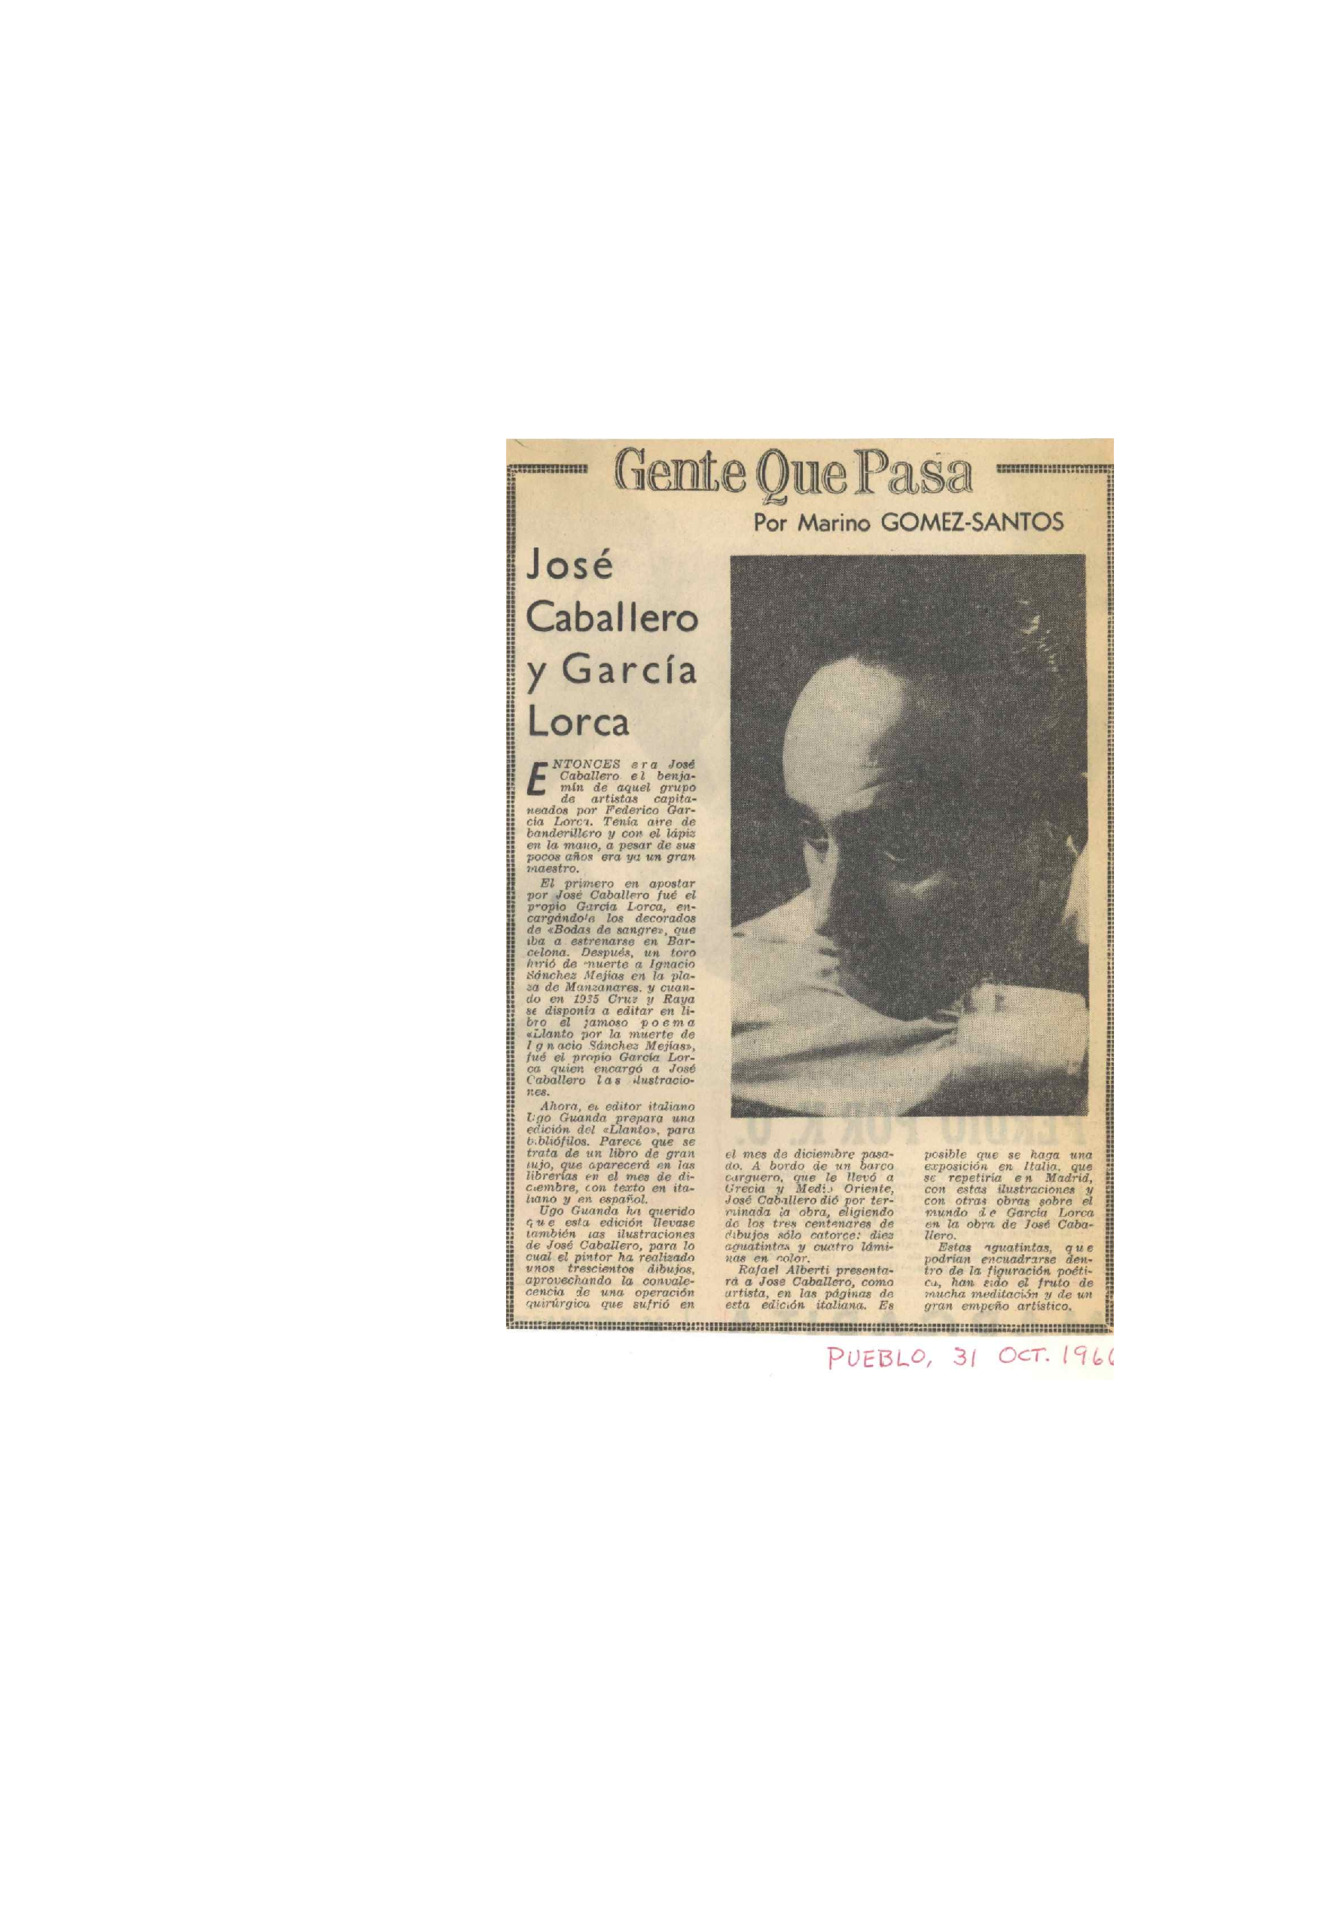 Gente Que Pasa
Por Marino GOMEZ-SANTOS
José
Caballero
y García
Lorca
ENTONCES era José
Caballero el benja-
mín de aquel grupo
de artistas capita-
neados por Federico Gar-
cía Lorca. Tenía aire de
banderillero y con el lápiz
en la mano, a pesar de sus
pocos años era ya un gran
maestro.
El primero en apostar
por José Caballero fué el
propio García Lorca, en-
cargándole los decorados
de «Bodas de sangre», que
iba a estrenarse en Bar-
celona. Después, un toro
hirió de muerte a Ignacio
Sánchez Mejías en la pla-
za de Manzanares, y cuan-
do en 1935 Cruz y Raya
se disponía a editar en li-
bro el famoso poema
«Llanto por la muerte de
Ignacio Sánchez Mejías»,
fué el propio García Lor-
ca quien encargó a José
Caballero las ilustracio-
nes.
Ahora, el editor italiano
Ugo Guanda prepara una
edición del «Llanto», para
bibliófilos. Parece que se
trata de un libro de gran
lujo, que aparecerá en las
librerías en el mes de di-
ciembre, con texto en ita-
liano y en español.
Ugo Guanda ha querido
que esta edición llevase
también las ilustraciones
de José Caballero, para lo
cual el pintor ha realizado
unos trescientos dibujos,
aprovechando la convale-
cencia de una operación
quirúrgica que sufrió en
el mes de diciembre pasa-
do. A bordo de un barco
carguero, que le llevó a
Grecia y Medio Oriente,
José Caballero dió por ter-
minada la obra, eligiendo
de los tres centenares de
dibujos sólo catorce: diez
aguatintas y cuatro lámi-
nas en color.
Rafael Alberti presenta-
rá a José Caballero, como
artista, en las páginas de
esta edición italiana. Es
posible que se haga una
exposición en Italia, que
se repetiría en Madrid,
con estas ilustraciones y
con otras obras sobre el
mundo de García Lorca
en la obra de José Caba-
llero.
Estas aguatintas, que
podrían encuadrarse den-
tro de la figuración poéti-
ca, han sido el fruto de
mucha meditación y de un
gran empeño artístico.
PUEBLO, 31 OCT. 1966